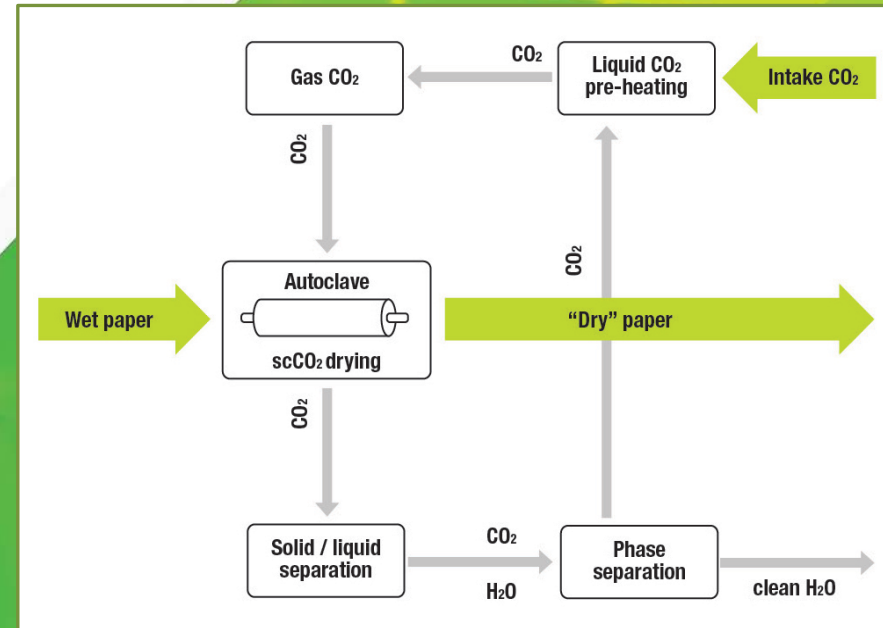 CO₂
Gas CO₂
Liquid CO₂
pre-heating
Intake CO₂
CO₂
CO₂
Wet paper
Autoclave
scCO₂ drying
“Dry” paper
CO₂
Solid / liquid
separation
CO₂
H₂O
Phase
separation
clean H₂O